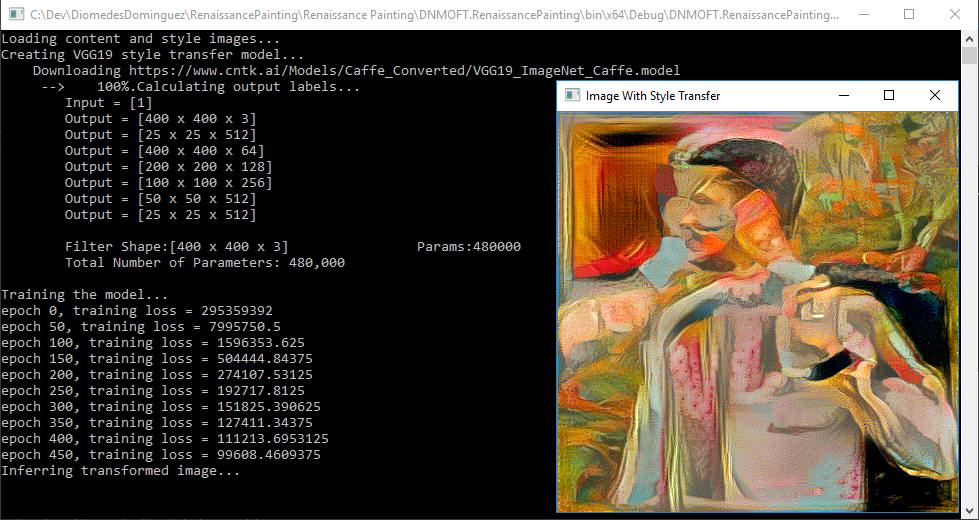 C:\Dev\DiomedesDominguez\RenaissancePainting\Renaissance Painting\DNMOFT.RenaissancePainting\bin\x64\Debug\DNMOFT.RenaissancePainting...
Loading content and style images...
Creating VGG19 style transfer model...
Downloading https://www.cntk.ai/Models/Caffe_Converted/VGG19_ImageNet_Caffe.model
--> 100%.Calculating output labels...
Input = [1]
Output = [400 x 400 x 3]
Output = [25 x 25 x 512]
Output = [400 x 400 x 64]
Output = [200 x 200 x 128]
Output = [100 x 100 x 256]
Output = [50 x 50 x 512]
Output = [25 x 25 x 512]
Filter Shape:[400 x 400 x 3] Params:480000
Total Number of Parameters: 480,000
Training the model...
epoch 0, training loss = 295359392
epoch 50, training loss = 7995750.5
epoch 100, training loss = 1596353.625
epoch 150, training loss = 504444.84375
epoch 200, training loss = 274107.53125
epoch 250, training loss = 192717.8125
epoch 300, training loss = 151825.390625
epoch 350, training loss = 127411.34375
epoch 400, training loss = 111213.6953125
epoch 450, training loss = 99608.4609375
Inferring transformed image...
Image With Style Transfer